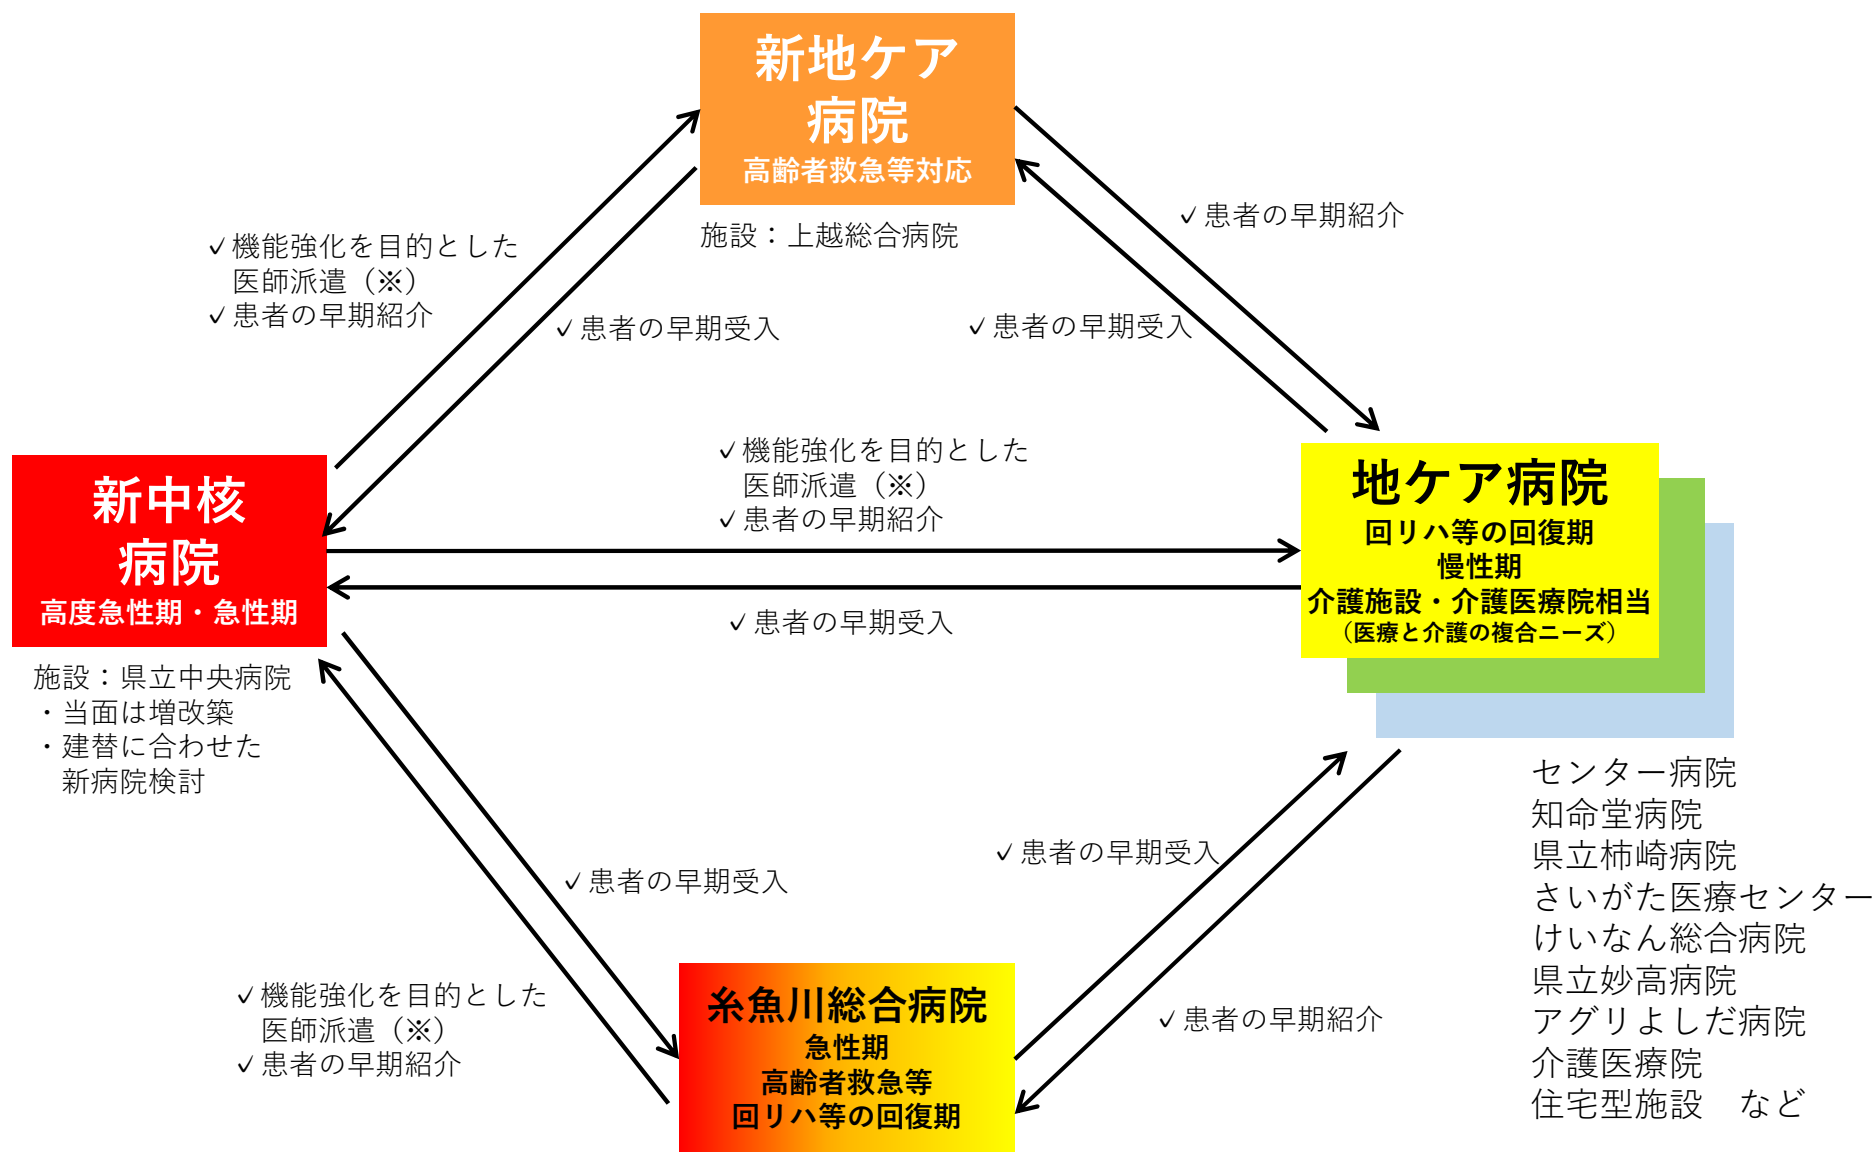 新地ケア
病院
高齢者救急等対応
施設：上越総合病院
✓患者の早期紹介
✓機能強化を目的とした
医師派遣（※）
✓患者の早期紹介
✓患者の早期受入
✓患者の早期受入
✓機能強化を目的とした
医師派遣（※）
✓患者の早期紹介
新中核
病院
高度急性期・急性期
施設：県立中央病院
・当面は増改築
・建替に合わせた
新病院検討
✓患者の早期受入
地ケア病院
回リハ等の回復期
慢性期
介護施設・介護医療院相当
（医療と介護の複合ニーズ）
センター病院
知命堂病院
県立柿崎病院
さいがた医療センター
けいなん総合病院
県立妙高病院
アグリよしだ病院
介護医療院
住宅型施設　など
✓患者の早期受入
✓患者の早期受入
✓機能強化を目的とした
医師派遣（※）
✓患者の早期紹介
糸魚川総合病院
急性期
高齢者救急等
回リハ等の回復期
✓患者の早期紹介